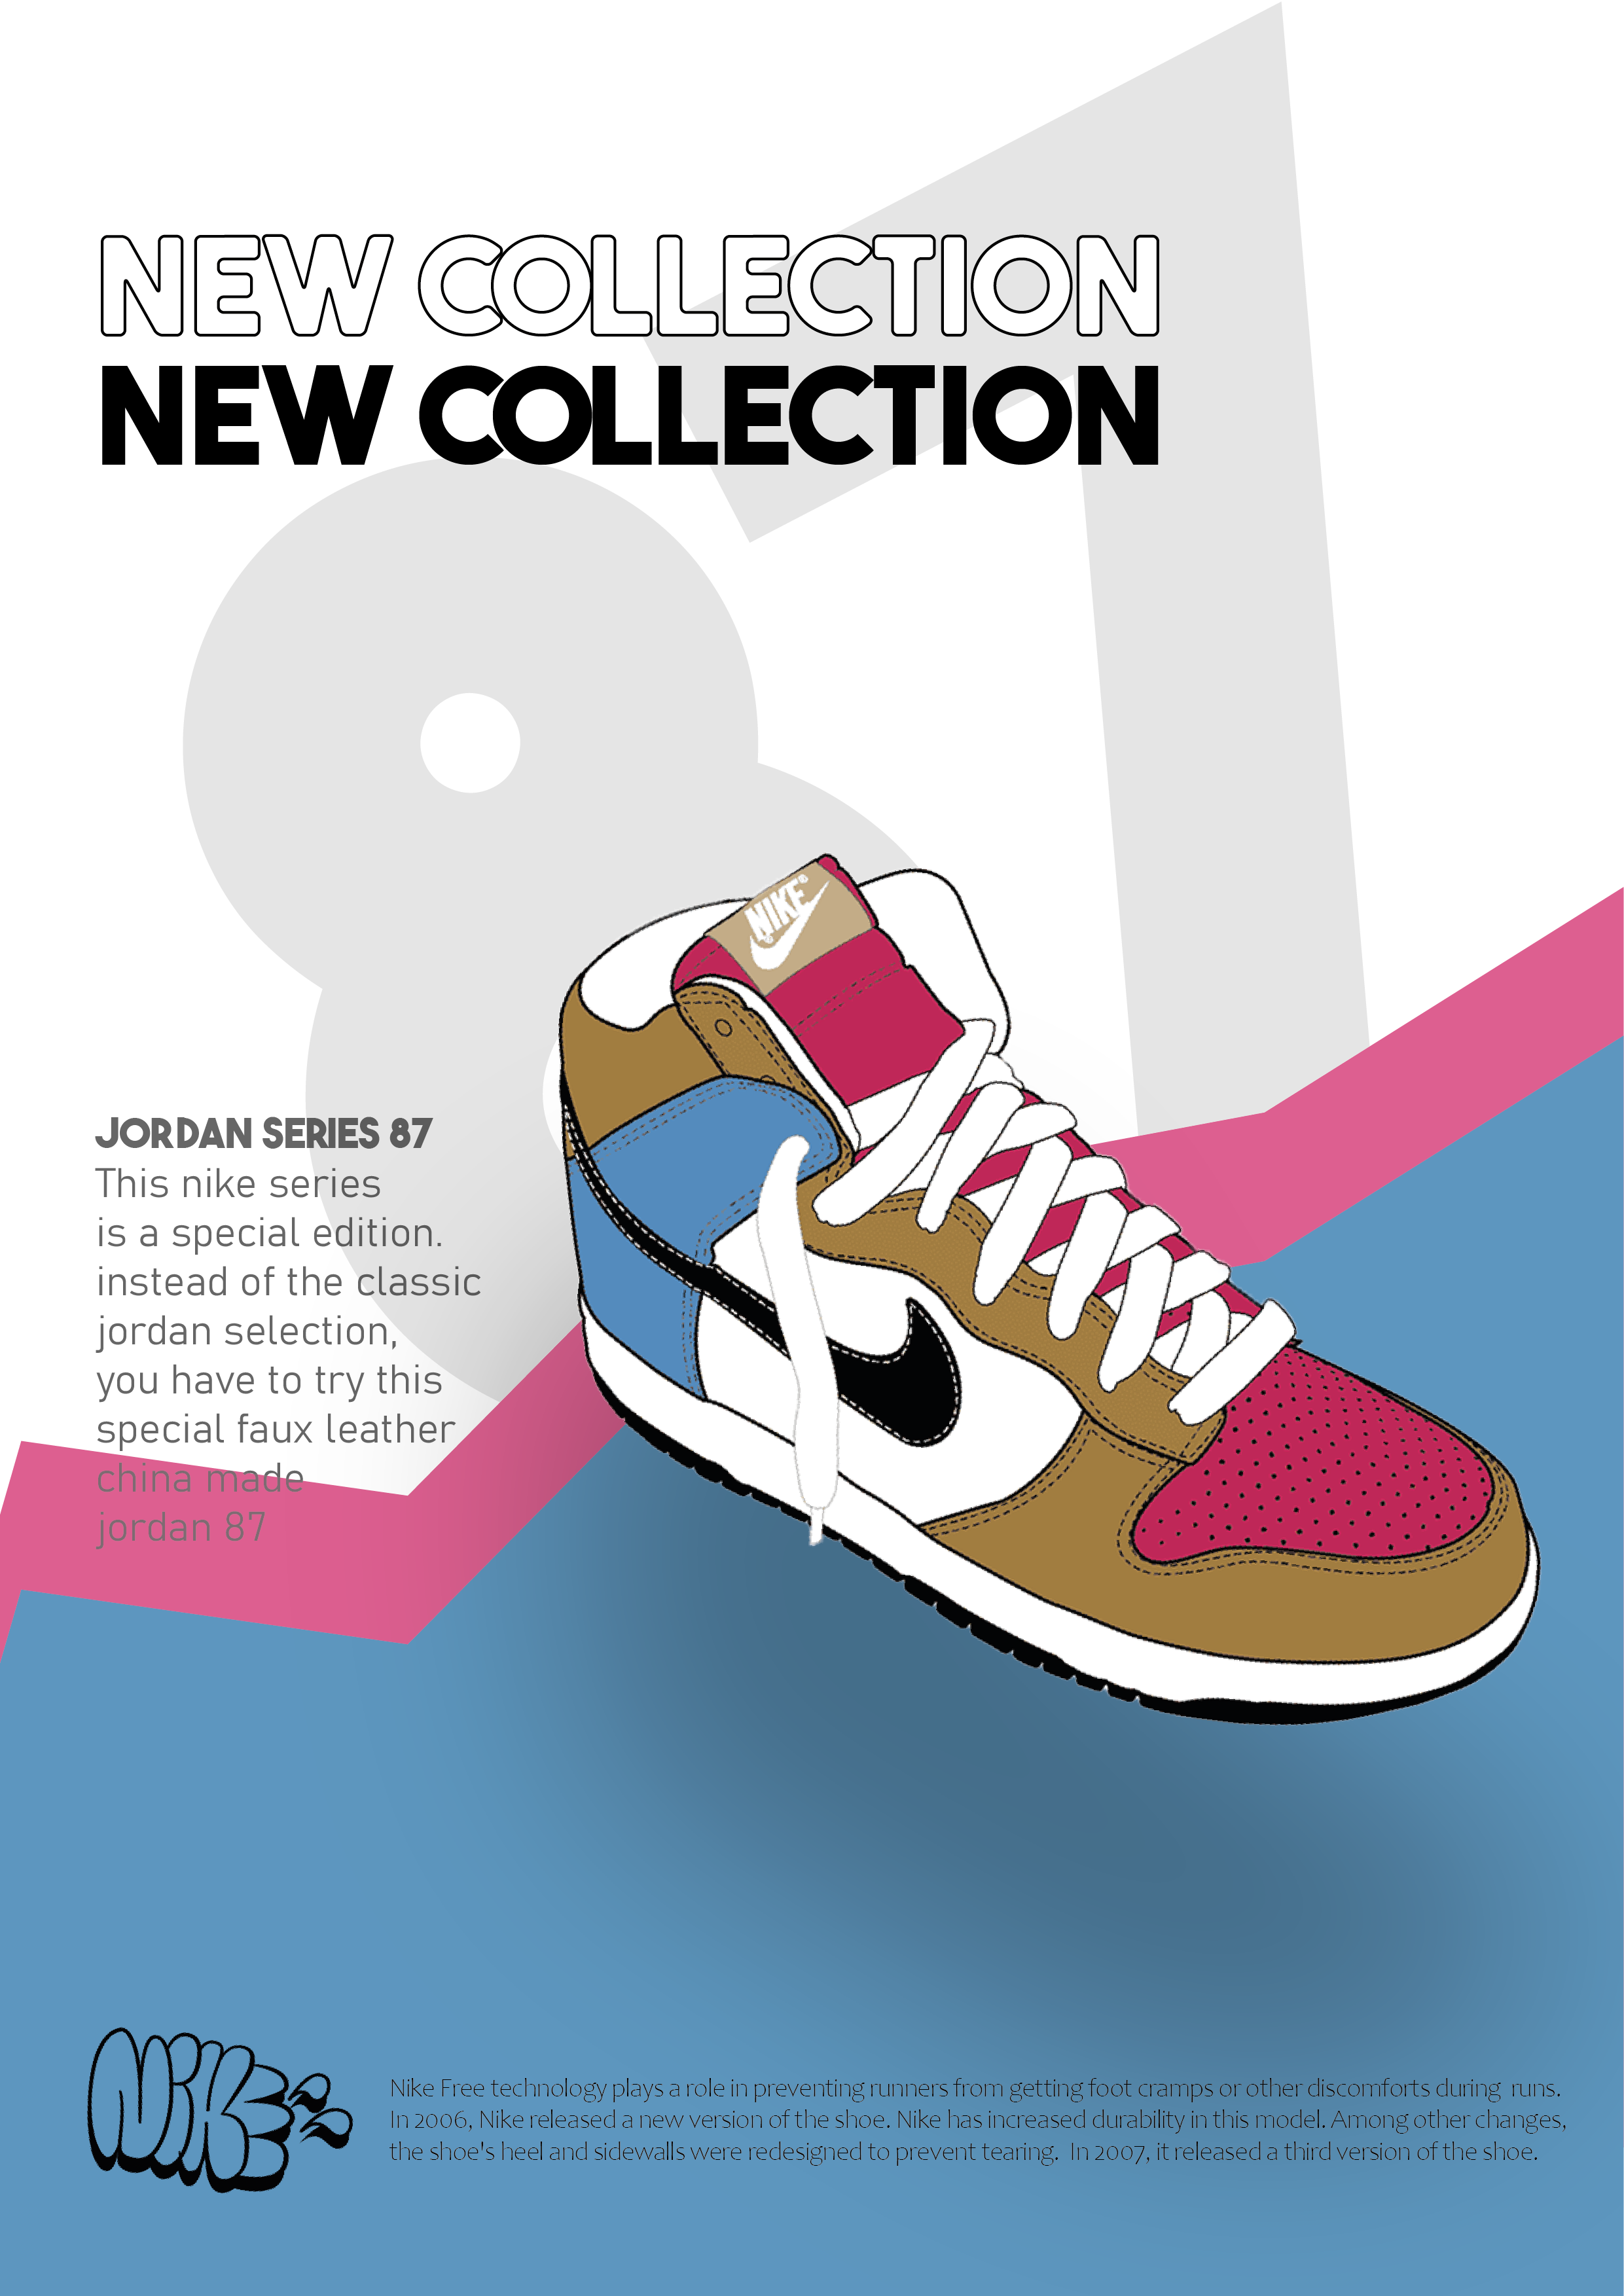 NEW COLLECTION
NEW COLLECTION
87
NIKE
JORDAN SERIES 87
This nike series
is a special edition.
instead of the classic
jordan selection,
you have to try this
special faux leather
china made
jordan 87
NIKE
Nike Free technology plays a role in preventing runners from getting foot cramps or other discomforts during runs.
In 2006, Nike released a new version of the shoe. Nike has increased durability in this model. Among other changes,
the shoe's heel and sidewalls were redesigned to prevent tearing. In 2007, it released a third version of the shoe.